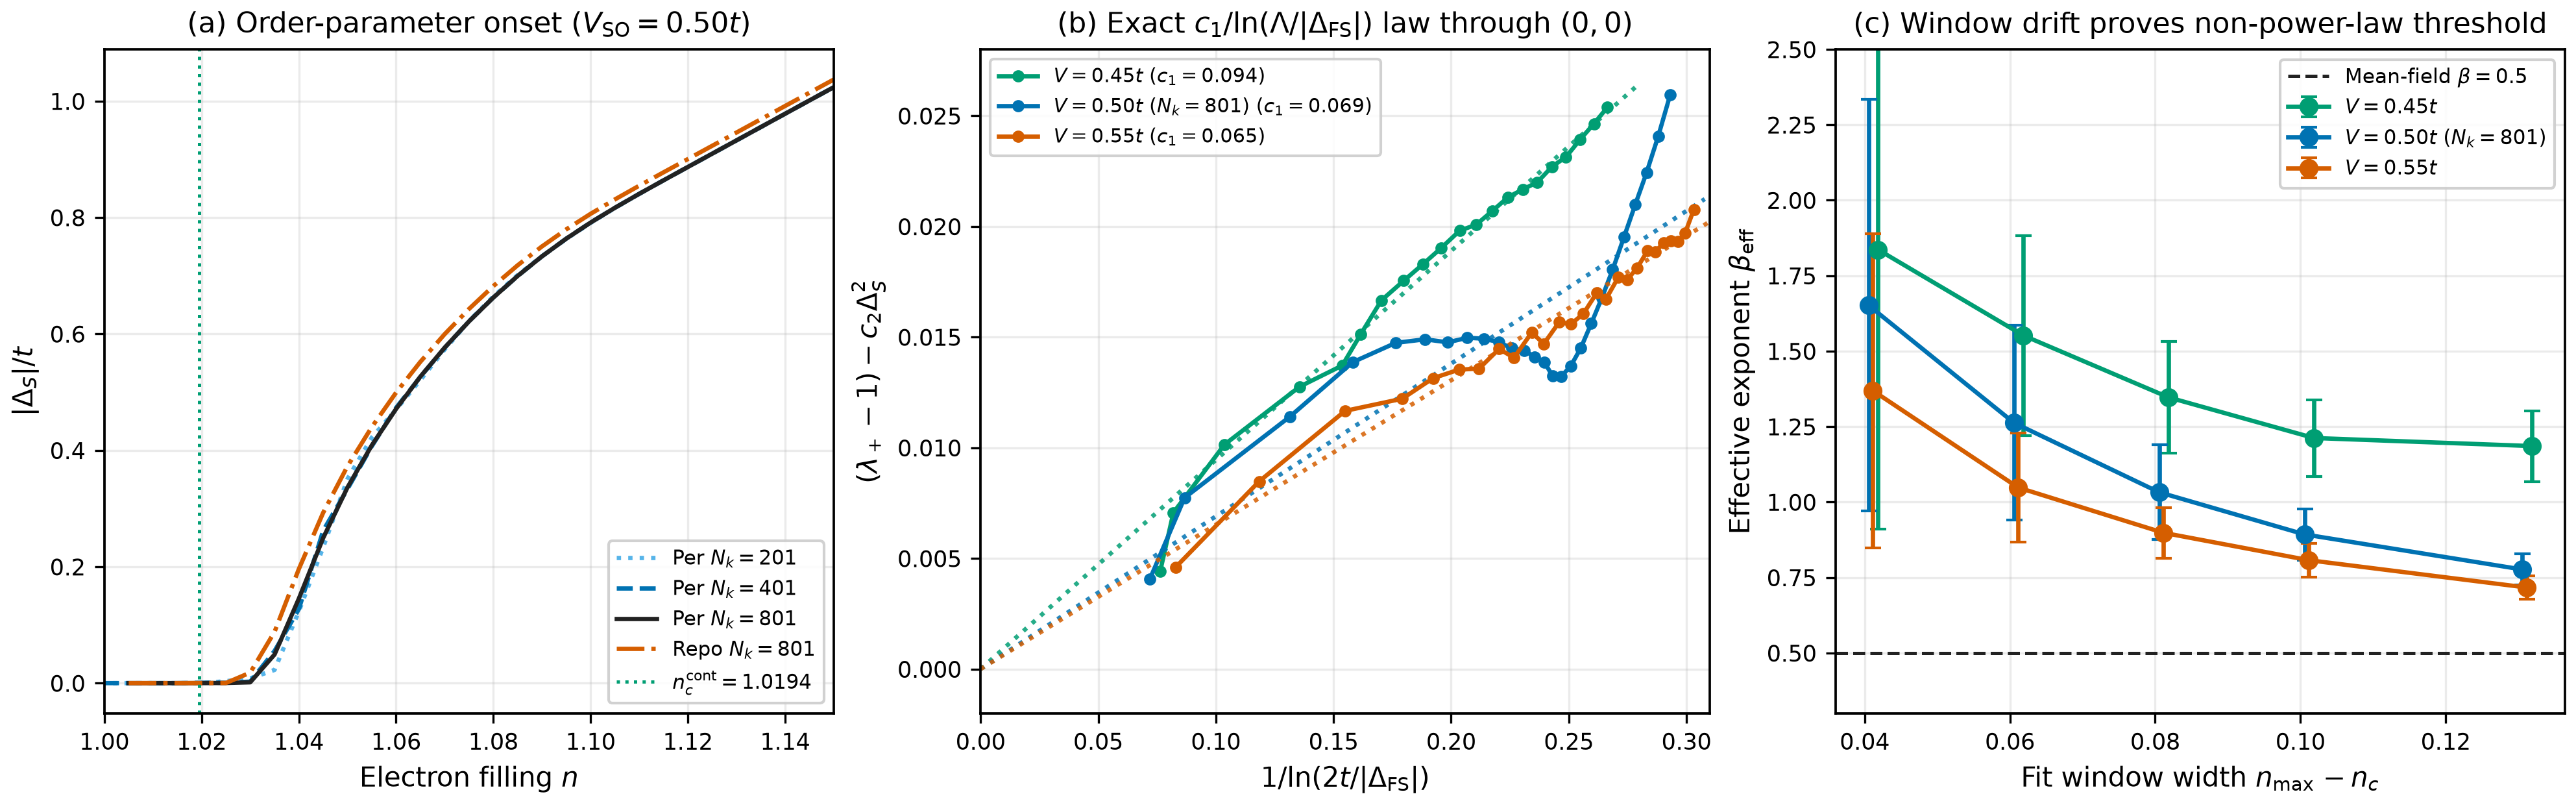 (a) Order-parameter onset (V_SO = 0.50t)
|Δ_s|/t
1.0
0.8
0.6
0.4
0.2
0.0
Per N_k = 201
Per N_k = 401
Per N_k = 801
Repo N_k = 801
n_c^cont = 1.0194
1.00 1.02 1.04 1.06 1.08 1.10 1.12 1.14
Electron filling n
(b) Exact c₁/ln(Λ/|Δ_FS|) law through (0, 0)
(λ₊ − 1) − c₂Δ_s²
0.025
0.020
0.015
0.010
0.005
0.000
V = 0.45t (c₁ = 0.094)
V = 0.50t (N_k = 801) (c₁ = 0.069)
V = 0.55t (c₁ = 0.065)
0.00 0.05 0.10 0.15 0.20 0.25 0.30
1/ln(2t/|Δ_FS|)
(c) Window drift proves non-power-law threshold
Effective exponent β_eff
2.50
2.25
2.00
1.75
1.50
1.25
1.00
0.75
0.50
Mean-field β = 0.5
V = 0.45t
V = 0.50t (N_k = 801)
V = 0.55t
0.04 0.06 0.08 0.10 0.12
Fit window width n_max − n_c